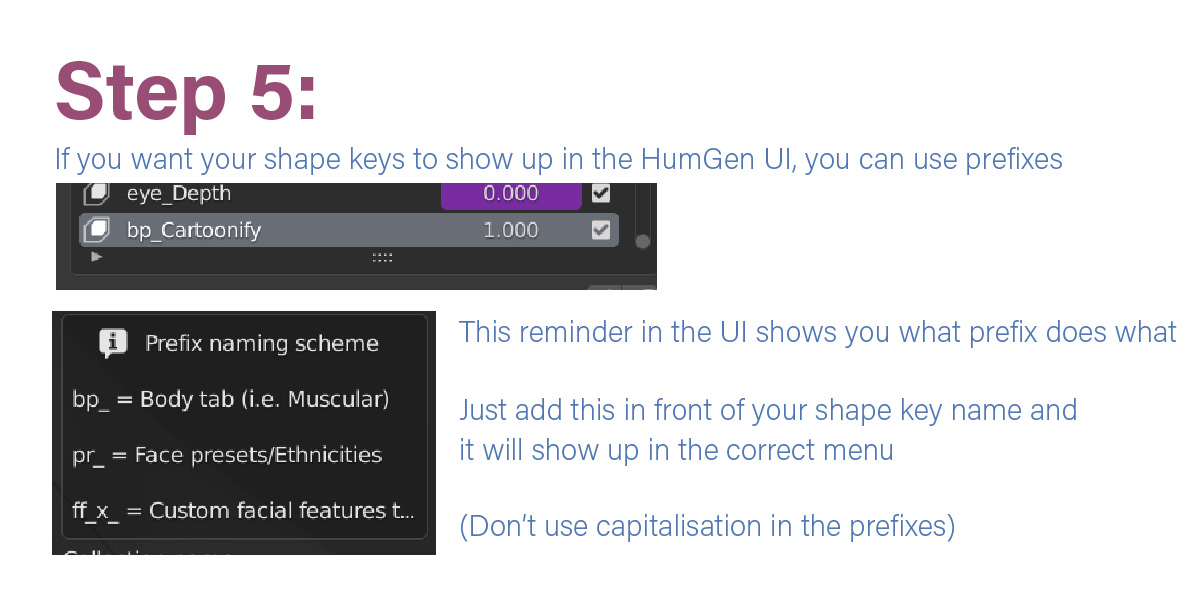 Step 5:
If you want your shape keys to show up in the HumGen UI, you can use prefixes
eye_Depth 0.000
bp_Cartoonify 1.000
Prefix naming scheme
bp_ = Body tab (i.e. Muscular)
pr_ = Face presets/Ethnicities
ff_x_ = Custom facial features t...
This reminder in the UI shows you what prefix does what
Just add this in front of your shape key name and
it will show up in the correct menu
(Don't use capitalisation in the prefixes)